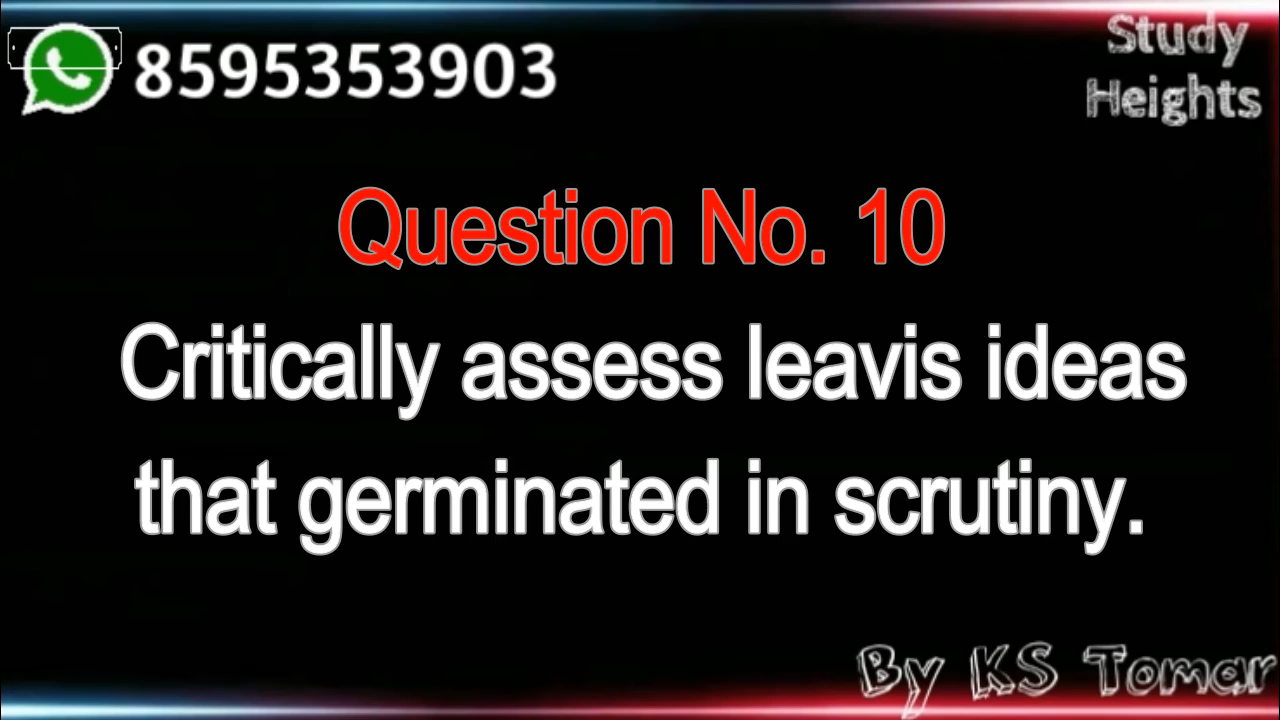 8595353903
Study
Heights
Question No. 10
Critically assess leavis ideas
that germinated in scrutiny.
By KS Tomar